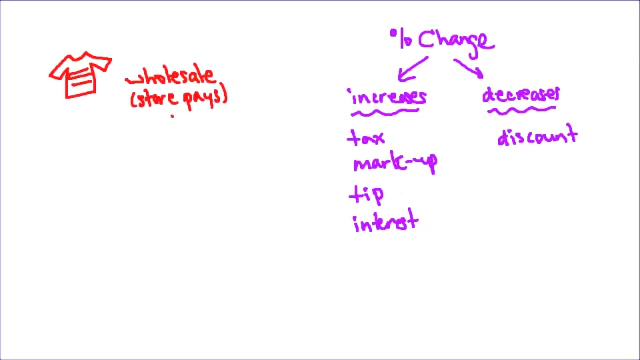 wholesale
(store pays)
% Change
increases
decreases
tax
discount
mark-up
tip
interest